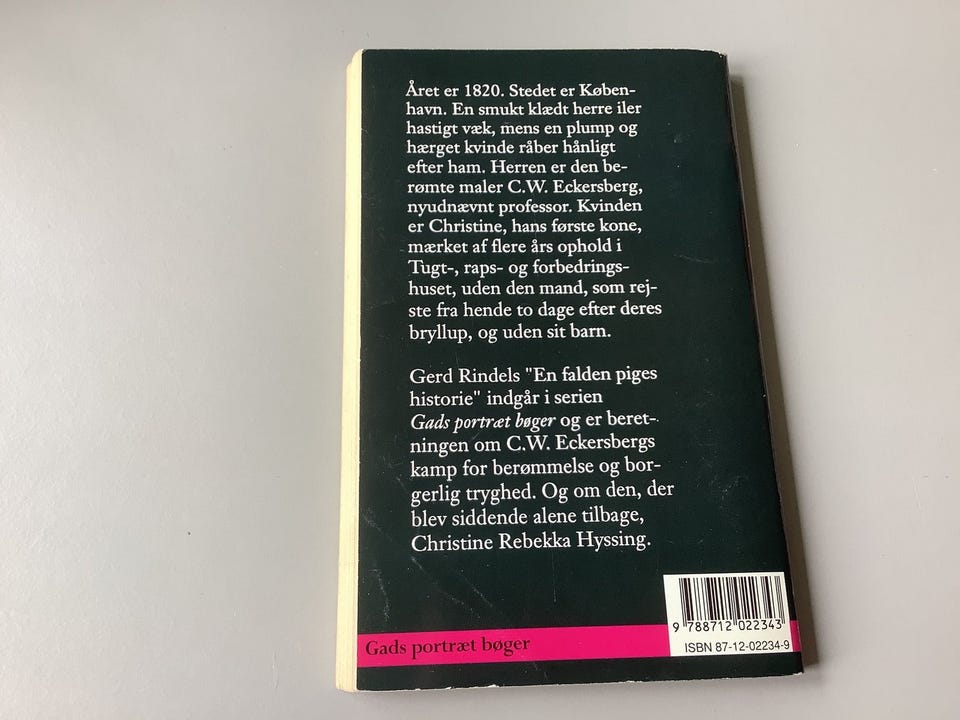 Året er 1820. Stedet er Køben-
havn. En smukt klædt herre iler
hastigt væk, mens en plump og
hærget kvinde råber hånligt
efter ham. Herren er den be-
rømte maler C.W. Eckersberg,
nyudnævnt professor. Kvinden
er Christine, hans første kone,
mærket af flere års ophold i
Tugt-, raps- og forbedrings-
huset, uden den mand, som rej-
ste fra hende to dage efter deres
bryllup, og uden sit barn.
Gerd Rindels "En falden piges
historie" indgår i serien
Gads portræt bøger og er beret-
ningen om C.W. Eckersbergs
kamp for berømmelse og bor-
gerlig tryghed. Og om den, der
blev siddende alene tilbage,
Christine Rebekka Hyssing.
9 788712 022343
ISBN 87-12-02234-9
Gads portræt bøger